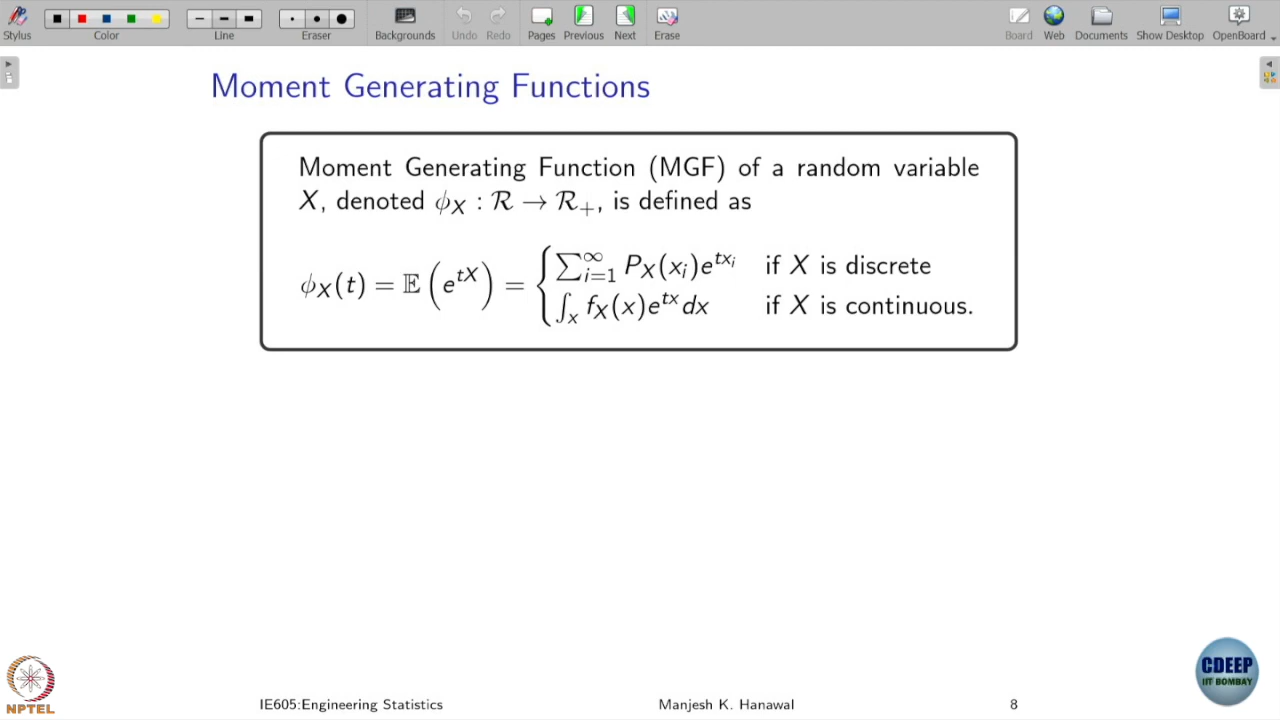 Stylus Color Line Eraser Backgrounds Undo Redo Pages Previous Next Erase Board Web Documents Show Desktop OpenBoard
Moment Generating Functions
Moment Generating Function (MGF) of a random variable
X, denoted ϕ_X : ℛ → ℛ₊, is defined as
ϕ_X(t) = 𝔼 (e^{tX}) = { ∑_{i=1}^{∞} P_X(x_i)e^{tx_i} if X is discrete
∫_x f_X(x)e^{tx} dx if X is continuous.
NPTEL
CDEEP
IIT BOMBAY
IE605:Engineering Statistics Manjesh K. Hanawal 8